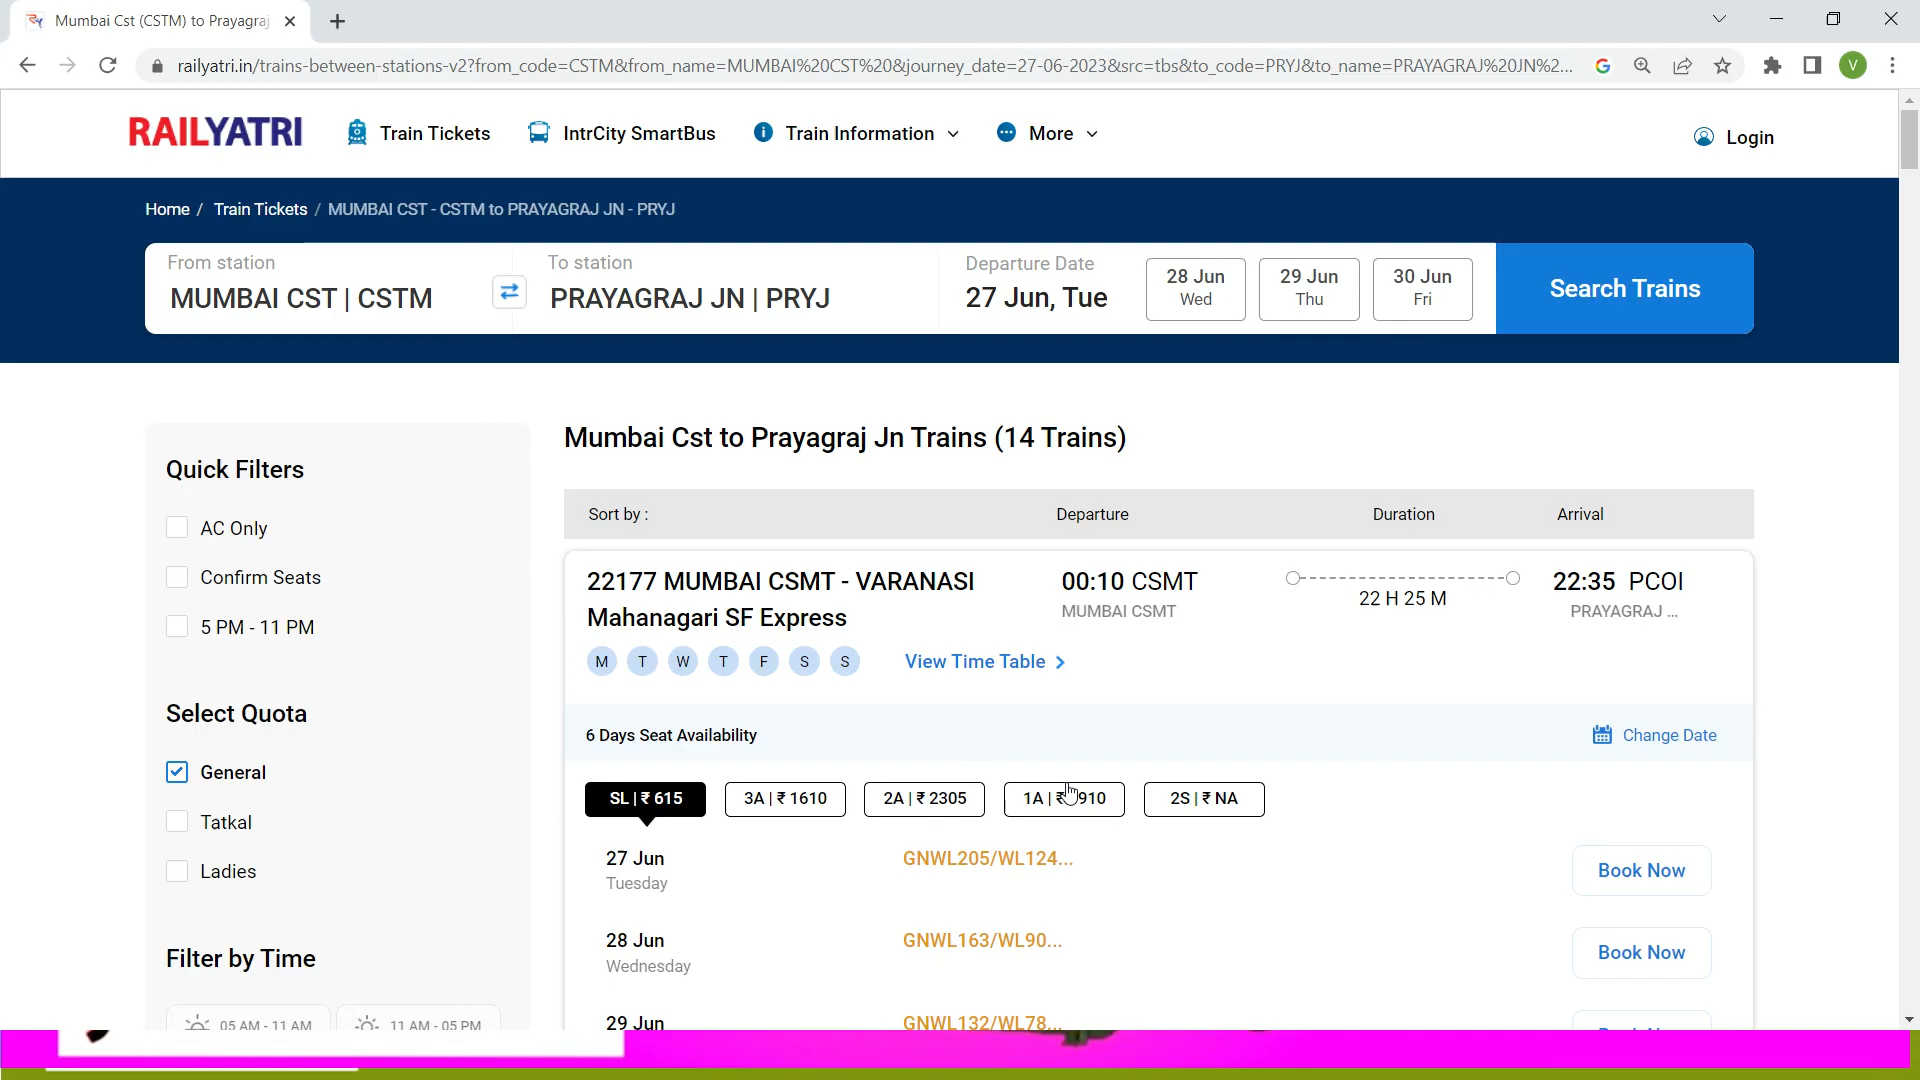 Mumbai Cst (CSTM) to Prayagraj
railyatri.in/trains-between-stations-v2?from_code=CSTM&from_name=MUMBAI%20CST%20&journey_date=27-06-2023&src=tbs&to_code=PRYJ&to_name=PRAYAGRAJ%20JN%2...
V
RAILYATRI
Train Tickets
IntrCity SmartBus
Train Information
More
Login
Home / Train Tickets / MUMBAI CST - CSTM to PRAYAGRAJ JN - PRYJ
From station
To station
Departure Date
MUMBAI CST | CSTM
PRAYAGRAJ JN | PRYJ
27 Jun, Tue
28 Jun
Wed
29 Jun
Thu
30 Jun
Fri
Search Trains
Quick Filters
AC Only
Confirm Seats
5 PM - 11 PM
Select Quota
General
Tatkal
Ladies
Filter by Time
05 AM - 11 AM
11 AM - 05 PM
Mumbai Cst to Prayagraj Jn Trains (14 Trains)
Sort by :
Departure
Duration
Arrival
22177 MUMBAI CSMT - VARANASI
Mahanagari SF Express
00:10 CSMT
MUMBAI CSMT
22 H 25 M
22:35 PCOI
PRAYAGRAJ ...
M T W T F S S
View Time Table
6 Days Seat Availability
Change Date
SL | ₹ 615
3A | ₹ 1610
2A | ₹ 2305
1A | ₹ 910
2S | ₹ NA
27 Jun
Tuesday
GNWL205/WL124...
Book Now
28 Jun
Wednesday
GNWL163/WL90...
Book Now
29 Jun
GNWL132/WL78...